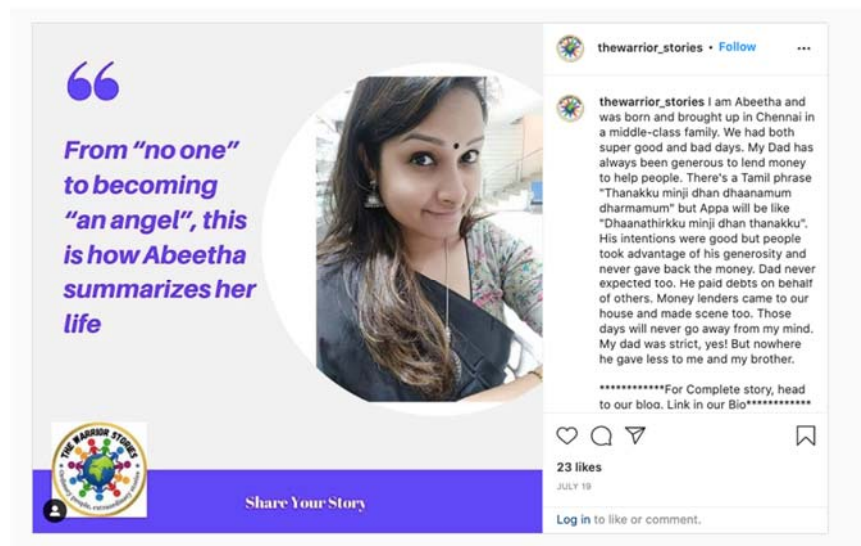 “
From “no one”
to becoming
“an angel”, this
is how Abeetha
summarizes her
life
THE WARRIOR STORIES
Ordinary people, extraordinary stories
Share Your Story
thewarrior_stories • Follow
thewarrior_stories I am Abeetha and
was born and brought up in Chennai in
a middle-class family. We had both
super good and bad days. My Dad has
always been generous to lend money
to help people. There's a Tamil phrase
"Thanakku minji dhan dhaanamum
dharmamum" but Appa will be like
"Dhaanathirkku minji dhan thanakku".
His intentions were good but people
took advantage of his generosity and
never gave back the money. Dad never
expected too. He paid debts on behalf
of others. Money lenders came to our
house and made scene too. Those
days will never go away from my mind.
My dad was strict, yes! But nowhere
he gave less to me and my brother.
************For Complete story, head
to our blog. Link in our Bio************
23 likes
JULY 19
Log in to like or comment.